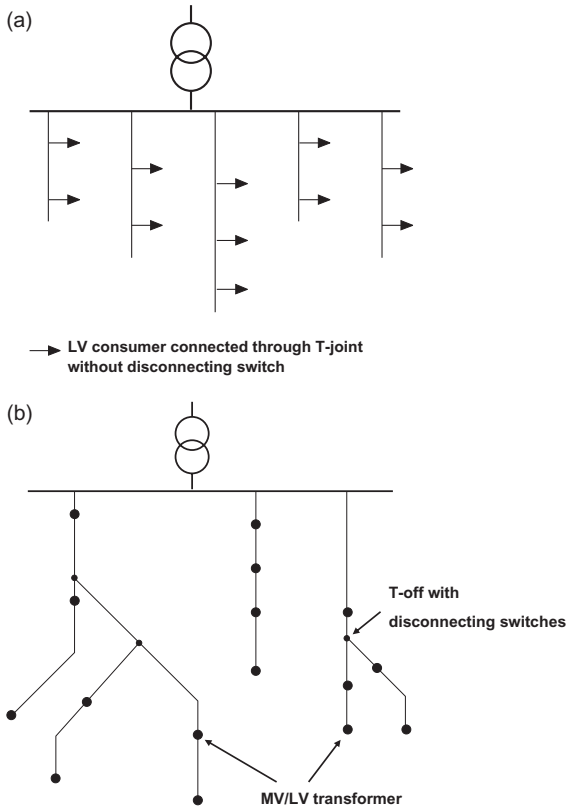 (a)
LV consumer connected through T-joint
without disconnecting switch
(b)
T-off with
disconnecting switches
MV/LV transformer